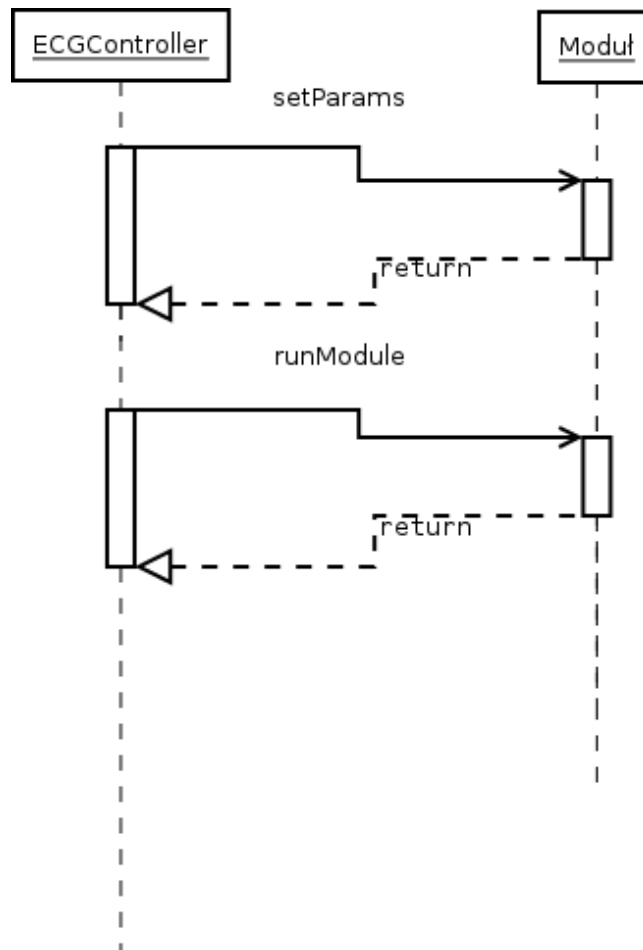 ECGController
Moduł
setParams
return
runModule
return